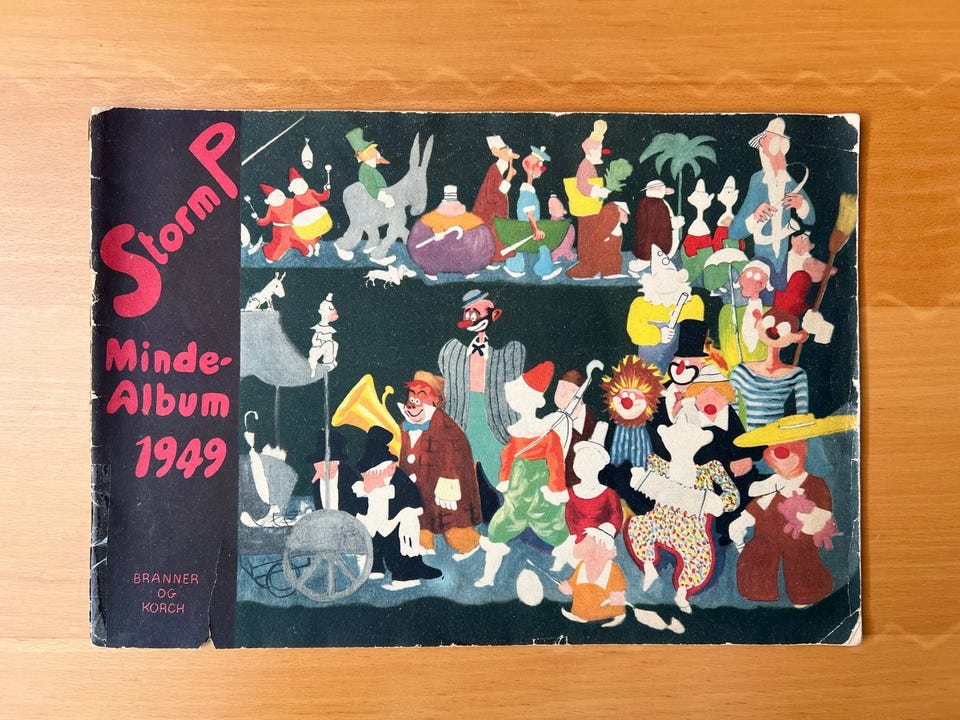 Storm P
Minde-
Album
1949
BRANNER
OG
KORCH